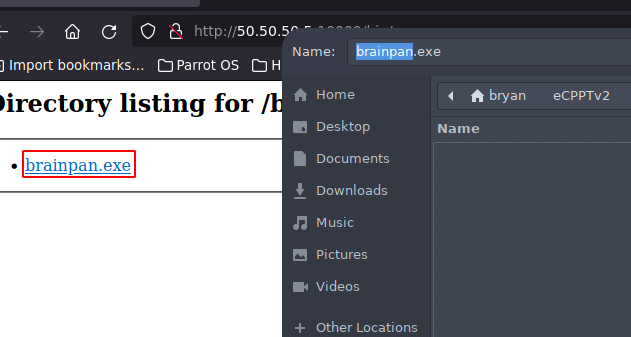 http://50.50.50.5:10000/bin/
Name: brainpan.exe
Import bookmarks... Parrot OS H
Directory listing for /b
• brainpan.exe
Home
Desktop
Documents
Downloads
Music
Pictures
Videos
+ Other Locations
bryan eCPPTv2
Name